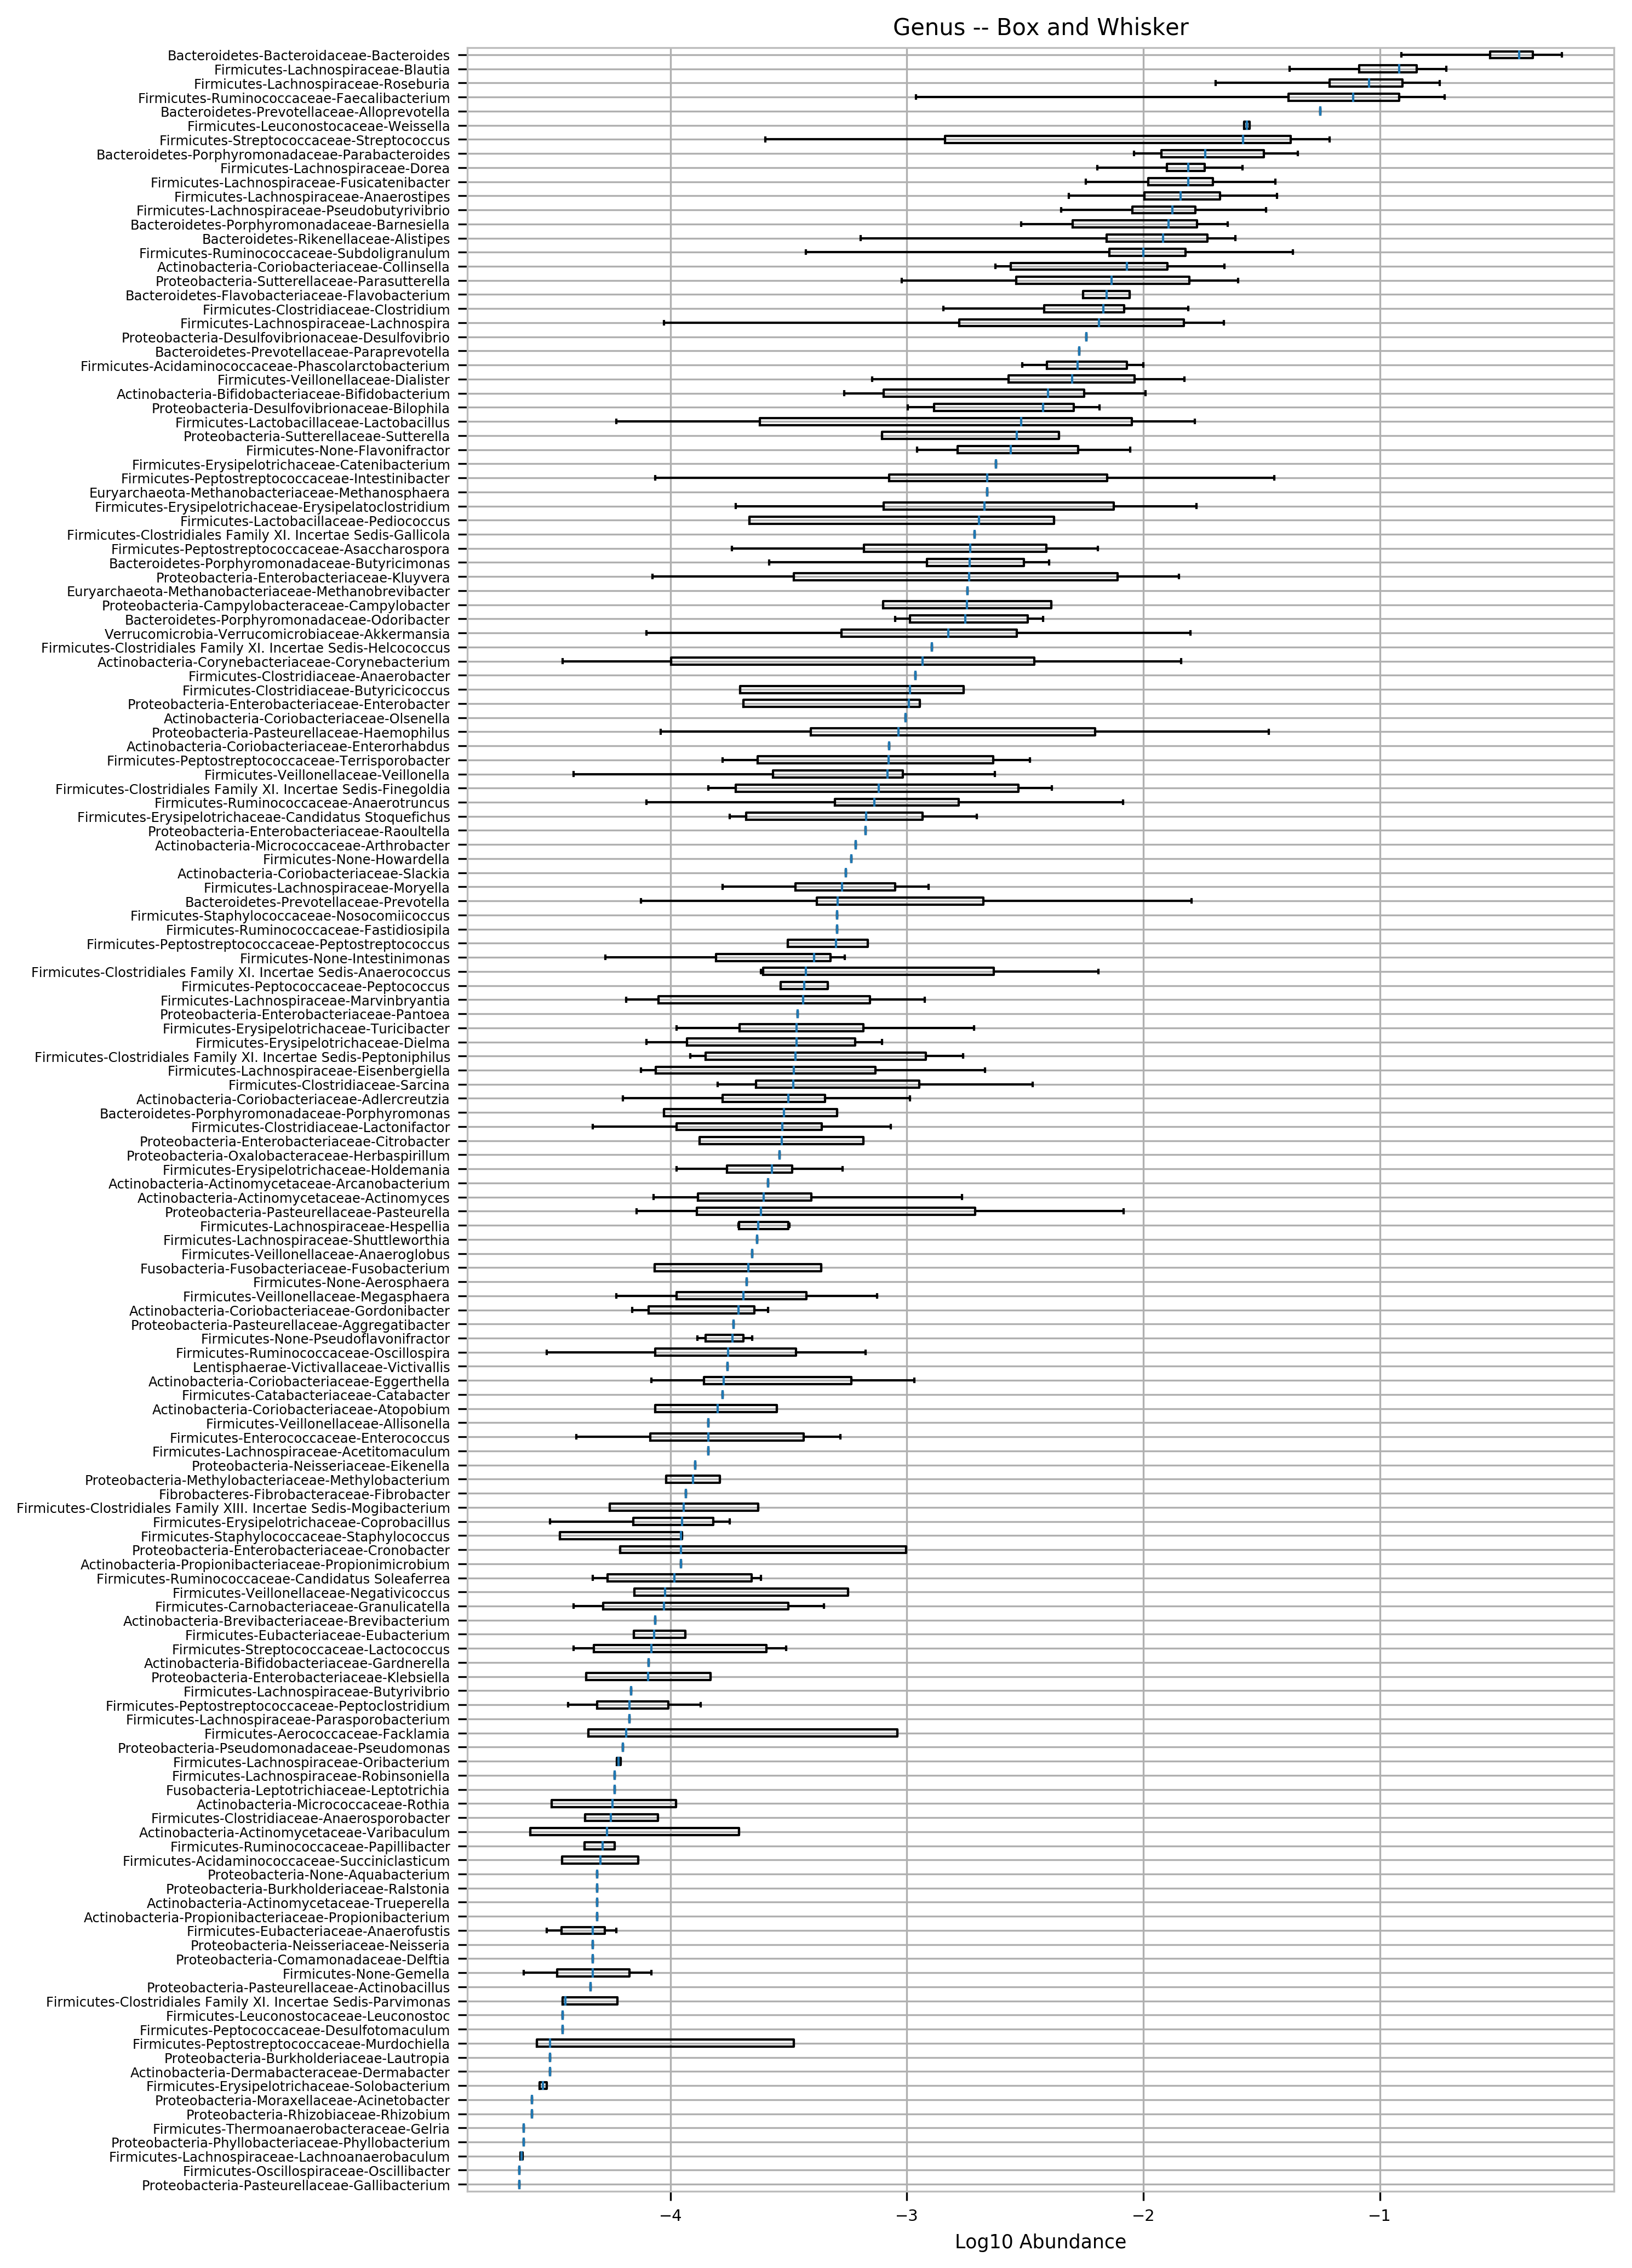 Genus -- Box and Whisker
Bacteroidetes-Bacteroidaceae-Bacteroides
Firmicutes-Lachnospiraceae-Blautia
Firmicutes-Lachnospiraceae-Roseburia
Firmicutes-Ruminococcaceae-Faecalibacterium
Bacteroidetes-Prevotellaceae-Alloprevotella
Firmicutes-Leuconostocaceae-Weissella
Firmicutes-Streptococcaceae-Streptococcus
Bacteroidetes-Porphyromonadaceae-Parabacteroides
Firmicutes-Lachnospiraceae-Dorea
Firmicutes-Lachnospiraceae-Fusicatenibacter
Firmicutes-Lachnospiraceae-Anaerostipes
Firmicutes-Lachnospiraceae-Pseudobutyrivibrio
Bacteroidetes-Porphyromonadaceae-Barnesiella
Bacteroidetes-Rikenellaceae-Alistipes
Firmicutes-Ruminococcaceae-Subdoligranulum
Actinobacteria-Coriobacteriaceae-Collinsella
Proteobacteria-Sutterellaceae-Parasutterella
Bacteroidetes-Flavobacteriaceae-Flavobacterium
Firmicutes-Clostridiaceae-Clostridium
Firmicutes-Lachnospiraceae-Lachnospira
Proteobacteria-Desulfovibrionaceae-Desulfovibrio
Bacteroidetes-Prevotellaceae-Paraprevotella
Firmicutes-Acidaminococcaceae-Phascolarctobacterium
Firmicutes-Veillonellaceae-Dialister
Actinobacteria-Bifidobacteriaceae-Bifidobacterium
Proteobacteria-Desulfovibrionaceae-Bilophila
Firmicutes-Lactobacillaceae-Lactobacillus
Proteobacteria-Sutterellaceae-Sutterella
Firmicutes-None-Flavonifractor
Firmicutes-Erysipelotrichaceae-Catenibacterium
Firmicutes-Peptostreptococcaceae-Intestinibacter
Euryarchaeota-Methanobacteriaceae-Methanosphaera
Firmicutes-Erysipelotrichaceae-Erysipelatoclostridium
Firmicutes-Lactobacillaceae-Pediococcus
Firmicutes-Clostridiales Family XI. Incertae Sedis-Gallicola
Firmicutes-Peptostreptococcaceae-Asaccharospora
Bacteroidetes-Porphyromonadaceae-Butyricimonas
Proteobacteria-Enterobacteriaceae-Kluyvera
Euryarchaeota-Methanobacteriaceae-Methanobrevibacter
Proteobacteria-Campylobacteraceae-Campylobacter
Bacteroidetes-Porphyromonadaceae-Odoribacter
Verrucomicrobia-Verrucomicrobiaceae-Akkermansia
Firmicutes-Clostridiales Family XI. Incertae Sedis-Helcococcus
Actinobacteria-Corynebacteriaceae-Corynebacterium
Firmicutes-Clostridiaceae-Anaerobacter
Firmicutes-Clostridiaceae-Butyricicoccus
Proteobacteria-Enterobacteriaceae-Enterobacter
Actinobacteria-Coriobacteriaceae-Olsenella
Proteobacteria-Pasteurellaceae-Haemophilus
Actinobacteria-Coriobacteriaceae-Enterorhabdus
Firmicutes-Peptostreptococcaceae-Terrisporobacter
Firmicutes-Veillonellaceae-Veillonella
Firmicutes-Clostridiales Family XI. Incertae Sedis-Finegoldia
Firmicutes-Ruminococcaceae-Anaerotruncus
Firmicutes-Erysipelotrichaceae-Candidatus Stoquefichus
Proteobacteria-Enterobacteriaceae-Raoultella
Actinobacteria-Micrococcaceae-Arthrobacter
Firmicutes-None-Howardella
Actinobacteria-Coriobacteriaceae-Slackia
Firmicutes-Lachnospiraceae-Moryella
Bacteroidetes-Prevotellaceae-Prevotella
Firmicutes-Staphylococcaceae-Nosocomiicoccus
Firmicutes-Ruminococcaceae-Fastidiosipila
Firmicutes-Peptostreptococcaceae-Peptostreptococcus
Firmicutes-None-Intestinimonas
Firmicutes-Clostridiales Family XI. Incertae Sedis-Anaerococcus
Firmicutes-Peptococcaceae-Peptococcus
Firmicutes-Lachnospiraceae-Marvinbryantia
Proteobacteria-Enterobacteriaceae-Pantoea
Firmicutes-Erysipelotrichaceae-Turicibacter
Firmicutes-Erysipelotrichaceae-Dielma
Firmicutes-Clostridiales Family XI. Incertae Sedis-Peptoniphilus
Firmicutes-Lachnospiraceae-Eisenbergiella
Firmicutes-Clostridiaceae-Sarcina
Actinobacteria-Coriobacteriaceae-Adlercreutzia
Bacteroidetes-Porphyromonadaceae-Porphyromonas
Firmicutes-Clostridiaceae-Lactonifactor
Proteobacteria-Enterobacteriaceae-Citrobacter
Proteobacteria-Oxalobacteraceae-Herbaspirillum
Firmicutes-Erysipelotrichaceae-Holdemania
Actinobacteria-Actinomycetaceae-Arcanobacterium
Actinobacteria-Actinomycetaceae-Actinomyces
Proteobacteria-Pasteurellaceae-Pasteurella
Firmicutes-Lachnospiraceae-Hespellia
Firmicutes-Lachnospiraceae-Shuttleworthia
Firmicutes-Veillonellaceae-Anaeroglobus
Fusobacteria-Fusobacteriaceae-Fusobacterium
Firmicutes-None-Aerosphaera
Firmicutes-Veillonellaceae-Megasphaera
Actinobacteria-Coriobacteriaceae-Gordonibacter
Proteobacteria-Pasteurellaceae-Aggregatibacter
Firmicutes-None-Pseudoflavonifractor
Firmicutes-Ruminococcaceae-Oscillospira
Lentisphaerae-Victivallaceae-Victivallis
Actinobacteria-Coriobacteriaceae-Eggerthella
Firmicutes-Catabacteriaceae-Catabacter
Actinobacteria-Coriobacteriaceae-Atopobium
Firmicutes-Veillonellaceae-Allisonella
Firmicutes-Enterococcaceae-Enterococcus
Firmicutes-Lachnospiraceae-Acetitomaculum
Proteobacteria-Neisseriaceae-Eikenella
Proteobacteria-Methylobacteriaceae-Methylobacterium
Fibrobacteres-Fibrobacteraceae-Fibrobacter
Firmicutes-Clostridiales Family XIII. Incertae Sedis-Mogibacterium
Firmicutes-Erysipelotrichaceae-Coprobacillus
Firmicutes-Staphylococcaceae-Staphylococcus
Proteobacteria-Enterobacteriaceae-Cronobacter
Actinobacteria-Propionibacteriaceae-Propionimicrobium
Firmicutes-Ruminococcaceae-Candidatus Soleaferrea
Firmicutes-Veillonellaceae-Negativicoccus
Firmicutes-Carnobacteriaceae-Granulicatella
Actinobacteria-Brevibacteriaceae-Brevibacterium
Firmicutes-Eubacteriaceae-Eubacterium
Firmicutes-Streptococcaceae-Lactococcus
Actinobacteria-Bifidobacteriaceae-Gardnerella
Proteobacteria-Enterobacteriaceae-Klebsiella
Firmicutes-Lachnospiraceae-Butyrivibrio
Firmicutes-Peptostreptococcaceae-Peptoclostridium
Firmicutes-Lachnospiraceae-Parasporobacterium
Firmicutes-Aerococcaceae-Facklamia
Proteobacteria-Pseudomonadaceae-Pseudomonas
Firmicutes-Lachnospiraceae-Oribacterium
Firmicutes-Lachnospiraceae-Robinsoniella
Fusobacteria-Leptotrichiaceae-Leptotrichia
Actinobacteria-Micrococcaceae-Rothia
Firmicutes-Clostridiaceae-Anaerosporobacter
Actinobacteria-Actinomycetaceae-Varibaculum
Firmicutes-Ruminococcaceae-Papillibacter
Firmicutes-Acidaminococcaceae-Succiniclasticum
Proteobacteria-None-Aquabacterium
Proteobacteria-Burkholderiaceae-Ralstonia
Actinobacteria-Actinomycetaceae-Trueperella
Actinobacteria-Propionibacteriaceae-Propionibacterium
Firmicutes-Eubacteriaceae-Anaerofustis
Proteobacteria-Neisseriaceae-Neisseria
Proteobacteria-Comamonadaceae-Delftia
Firmicutes-None-Gemella
Proteobacteria-Pasteurellaceae-Actinobacillus
Firmicutes-Clostridiales Family XI. Incertae Sedis-Parvimonas
Firmicutes-Leuconostocaceae-Leuconostoc
Firmicutes-Peptococcaceae-Desulfotomaculum
Firmicutes-Peptostreptococcaceae-Murdochiella
Proteobacteria-Burkholderiaceae-Lautropia
Actinobacteria-Dermabacteraceae-Dermabacter
Firmicutes-Erysipelotrichaceae-Solobacterium
Proteobacteria-Moraxellaceae-Acinetobacter
Proteobacteria-Rhizobiaceae-Rhizobium
Firmicutes-Thermoanaerobacteraceae-Gelria
Proteobacteria-Phyllobacteriaceae-Phyllobacterium
Firmicutes-Lachnospiraceae-Lachnoanaerobaculum
Firmicutes-Oscillospiraceae-Oscillibacter
Proteobacteria-Pasteurellaceae-Gallibacterium
−4 −3 −2 −1
Log10 Abundance